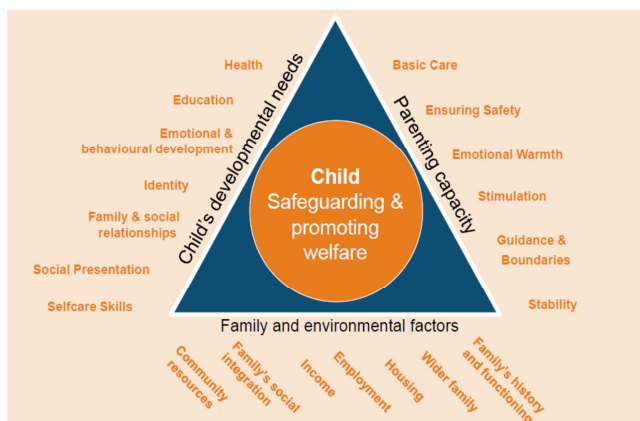 Health
Education
Emotional &
behavioural development
Identity
Family & social
relationships
Social Presentation
Selfcare Skills
Child's developmental needs
Child
Safeguarding &
promoting
welfare
Parenting capacity
Basic Care
Ensuring Safety
Emotional Warmth
Stimulation
Guidance &
Boundaries
Stability
Family and environmental factors
Community
resources
Family's social
integration
Income
Employment
Housing
Wider family
Family's history
and functioning